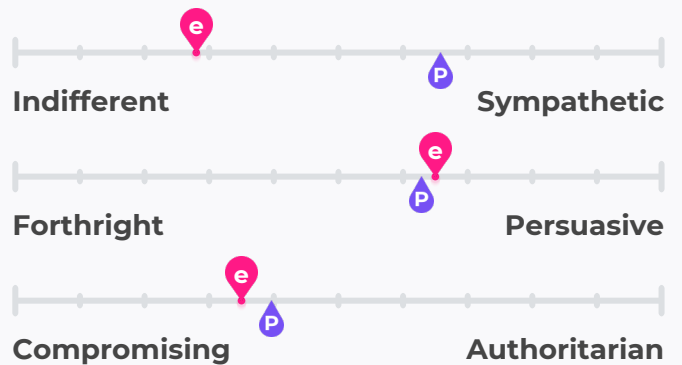 e
P
Indifferent Sympathetic
e
P
Forthright Persuasive
e
P
Compromising Authoritarian